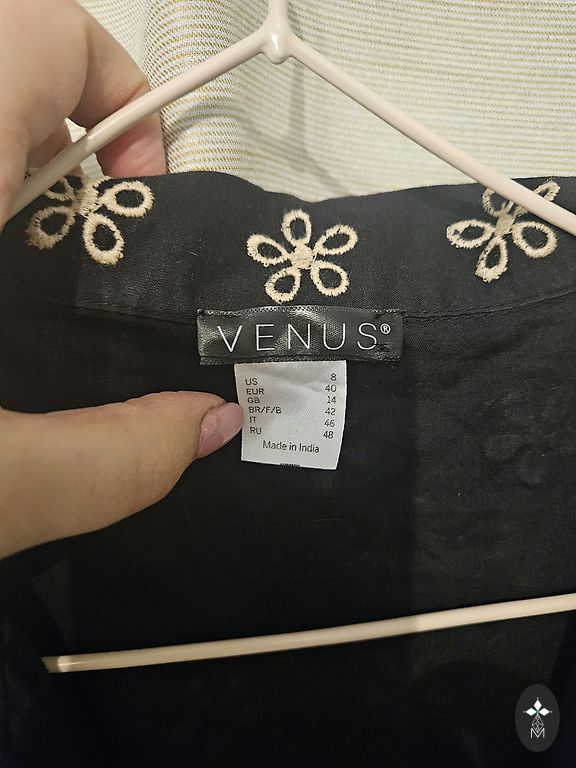 VENUS®
US 8
EUR 40
GB 14
BR/F/B 42
IT 46
RU 48
Made in India
M